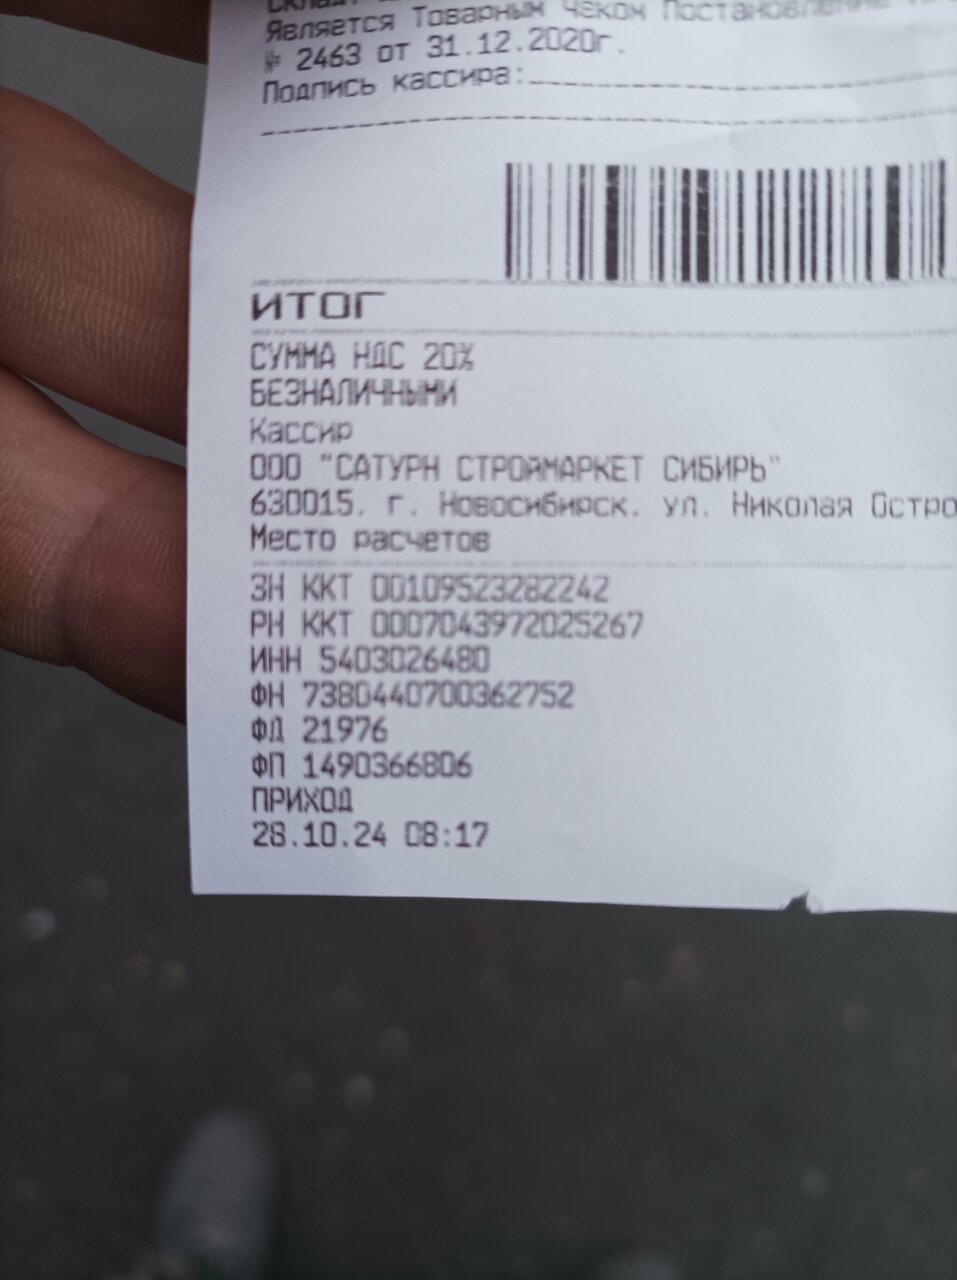 Является Товарным чеком Постановление
№ 2463 от 31.12.2020г.
Подпись кассира:
ИТОГ
СУММА НДС 20%
БЕЗНАЛИЧНЫМИ
Кассир
ООО "САТУРН СТРОЙМАРКЕТ СИБИРЬ"
630015, г. Новосибирск, ул. Николая Остро
Место расчетов
ЗН ККТ 00109523282242
РН ККТ 0007043972025267
ИНН 5403026480
ФН 7380440700362752
ФД 21976
ФП 1490366806
ПРИХОД
28.10.24 08:17